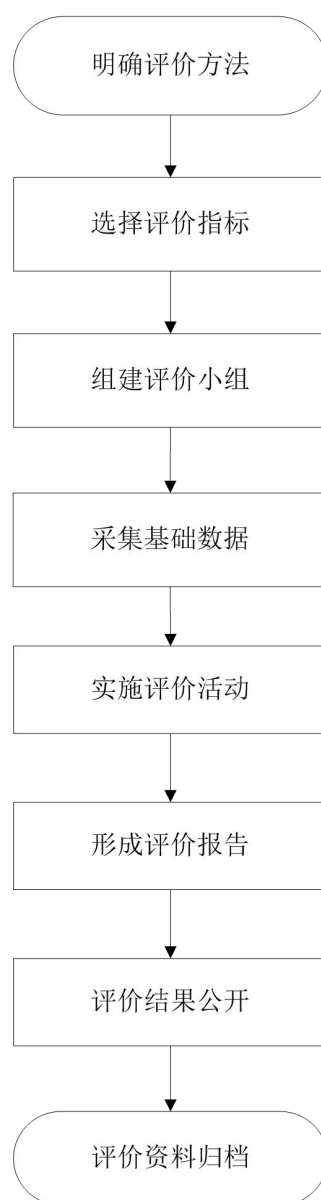 明确评价方法
选择评价指标
组建评价小组
采集基础数据
实施评价活动
形成评价报告
评价结果公开
评价资料归档